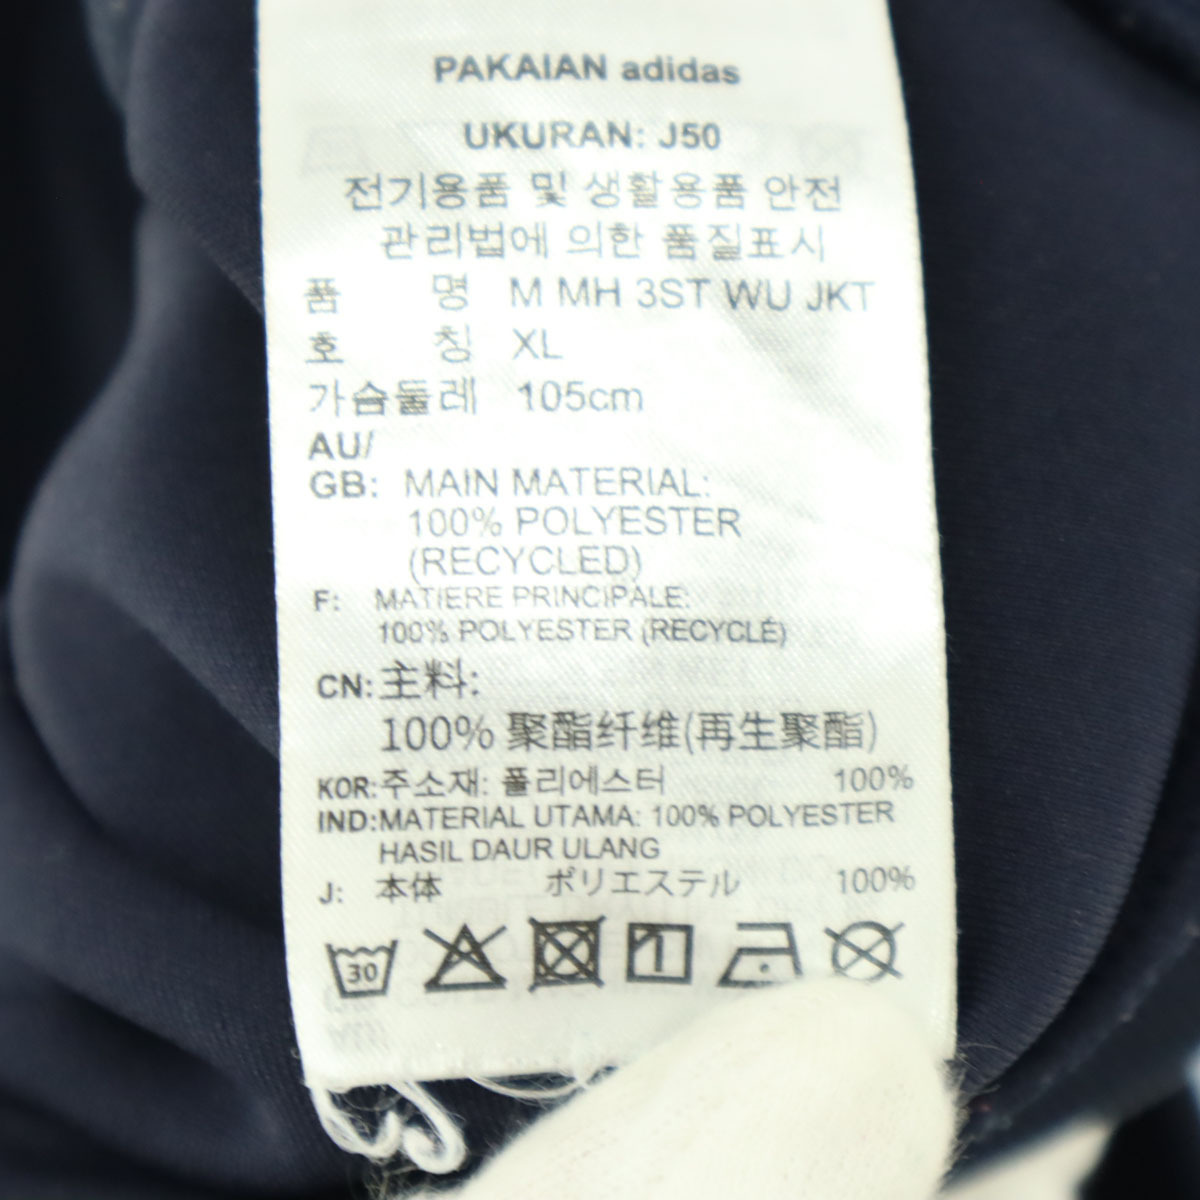 PAKAIAN adidas
UKURAN: J50
전기용품 및 생활용품 안전
관리법에 의한 품질표시
품 명 M MH 3ST WU JKT
호 칭 XL
가슴둘레 105cm
AU/
GB: MAIN MATERIAL:
100% POLYESTER
(RECYCLED)
F: MATIERE PRINCIPALE:
100% POLYESTER (RECYCLÉ)
CN: 主料:
100% 聚酯纤维(再生聚酯)
KOR: 주소재: 폴리에스터 100%
IND: MATERIAL UTAMA: 100% POLYESTER
HASIL DAUR ULANG
J: 本体 ポリエステル 100%
30